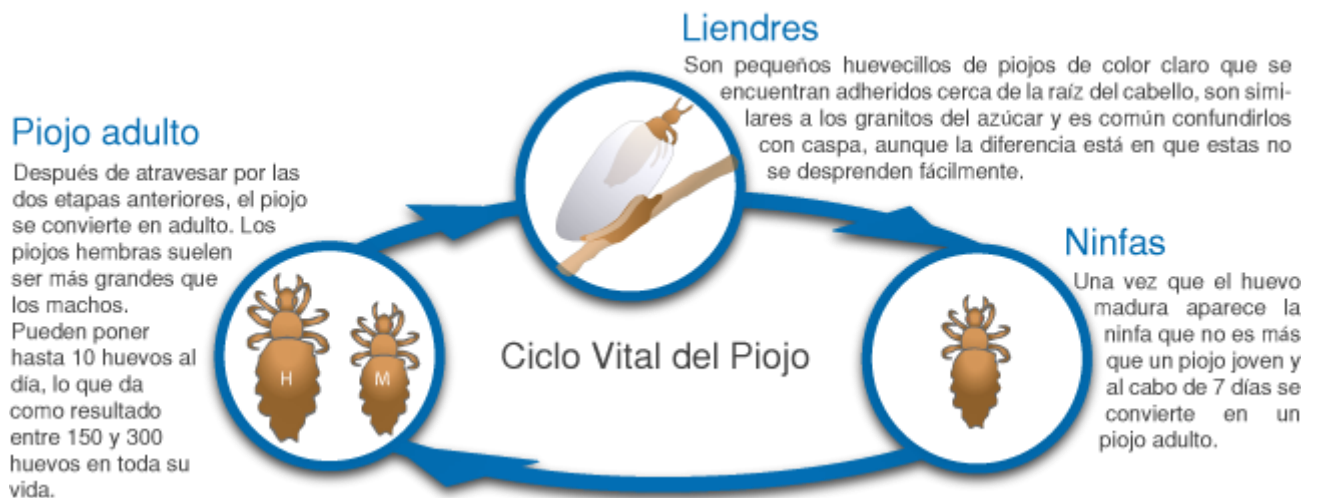 Liendres
Son pequeños huevecillos de piojos de color claro que se
encuentran adheridos cerca de la raíz del cabello, son simi-
lares a los granitos del azúcar y es común confundirlos
con caspa, aunque la diferencia está en que estas no
se desprenden fácilmente.
Piojo adulto
Después de atravesar por las
dos etapas anteriores, el piojo
se convierte en adulto. Los
piojos hembras suelen
ser más grandes que
los machos.
Pueden poner
hasta 10 huevos al
día, lo que da
como resultado
entre 150 y 300
huevos en toda su
vida.
H
M
Ciclo Vital del Piojo
Ninfas
Una vez que el huevo
madura aparece la
ninfa que no es más
que un piojo joven y
al cabo de 7 días se
convierte en un
piojo adulto.